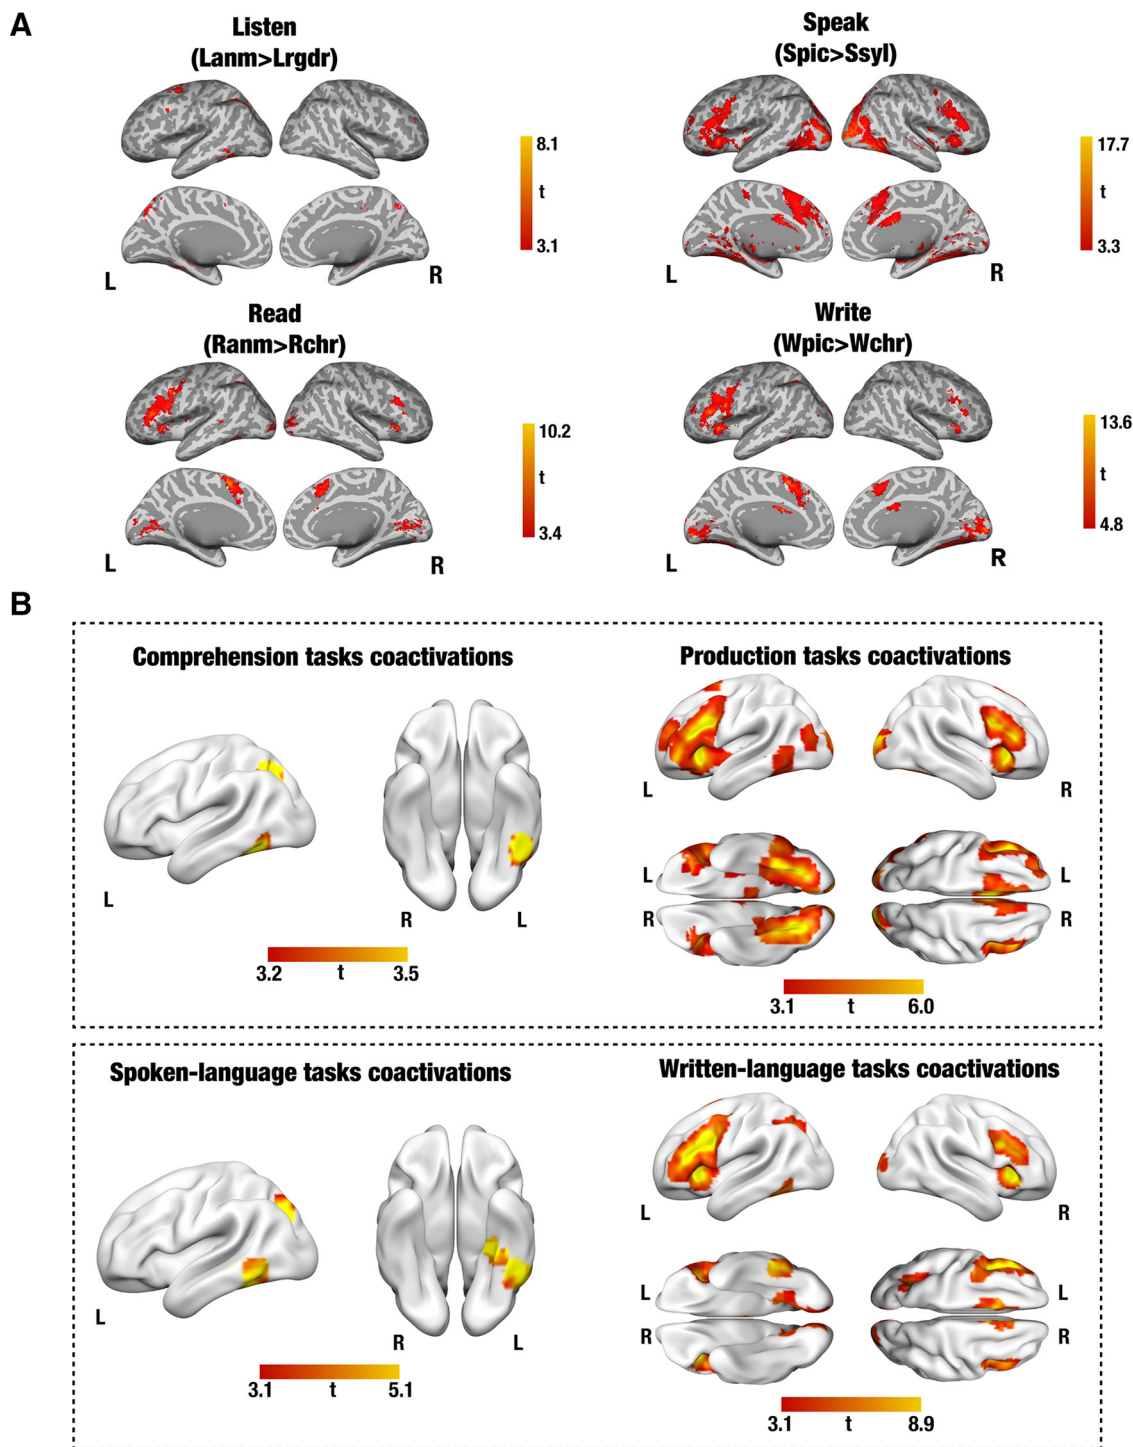 A
Listen
(Lanm>Lrgdr)
8.1
t
3.1
L
R
Speak
(Spic>Ssyl)
17.7
t
3.3
L
R
Read
(Ranm>Rchr)
10.2
t
3.4
L
R
Write
(Wpic>Wchr)
13.6
t
4.8
L
R
B
Comprehension tasks coactivations
L
R
L
3.2 t 3.5
Production tasks coactivations
L
R
L
L
R
R
3.1 t 6.0
Spoken-language tasks coactivations
L
R
L
3.1 t 5.1
Written-language tasks coactivations
L
R
L
L
R
R
3.1 t 8.9